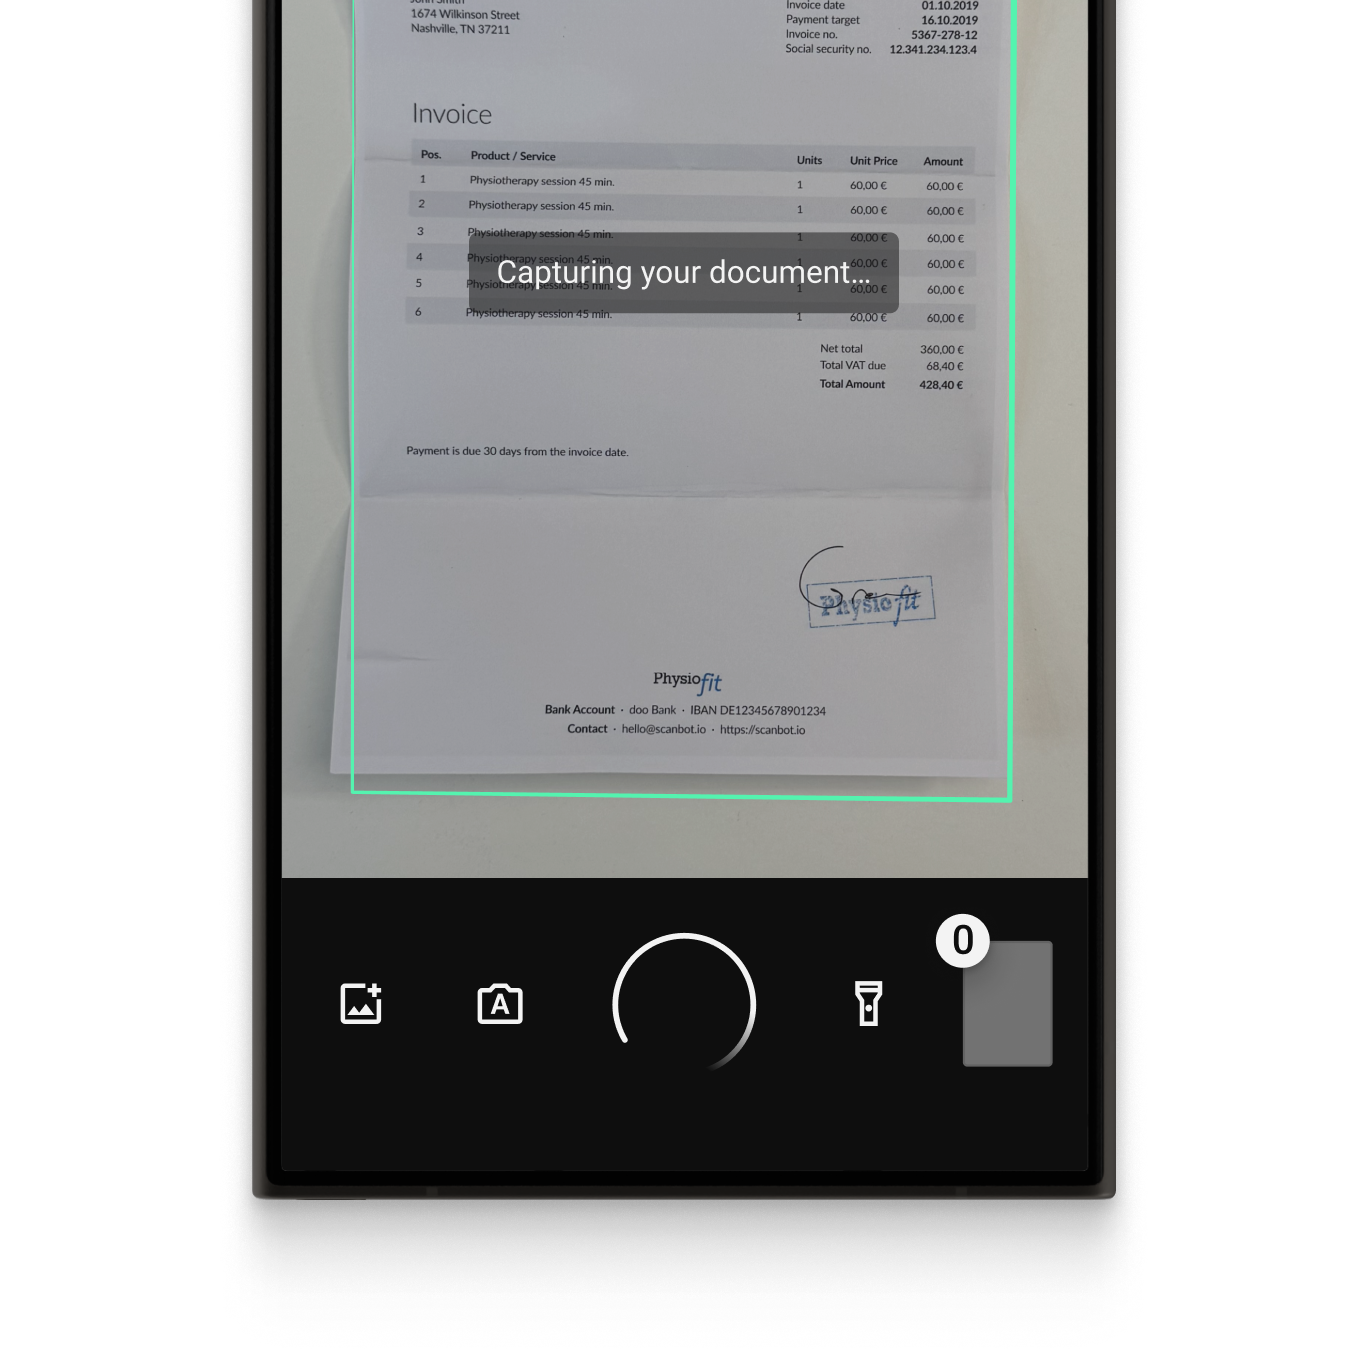 John Smith
1674 Wilkinson Street
Nashville, TN 37211
Invoice date 01.10.2019
Payment target 16.10.2019
Invoice no. 5367-278-12
Social security no. 12.341.234.123.4
Invoice
Pos. Product / Service Units Unit Price Amount
1 Physiotherapy session 45 min. 1 60,00 € 60,00 €
2 Physiotherapy session 45 min. 1 60,00 € 60,00 €
3 Physiotherapy session 45 min. 1 60,00 € 60,00 €
4 Physiotherapy session 45 min. 1 60,00 € 60,00 €
Capturing your document...
5 Physiotherapy session 45 min. 1 60,00 € 60,00 €
6 Physiotherapy session 45 min. 1 60,00 € 60,00 €
Net total 360,00 €
Total VAT due 68,40 €
Total Amount 428,40 €
Payment is due 30 days from the invoice date.
Physiofit
Physiofit
Bank Account · doo Bank · IBAN DE12345678901234
Contact · hello@scanbot.io · https://scanbot.io
0
A